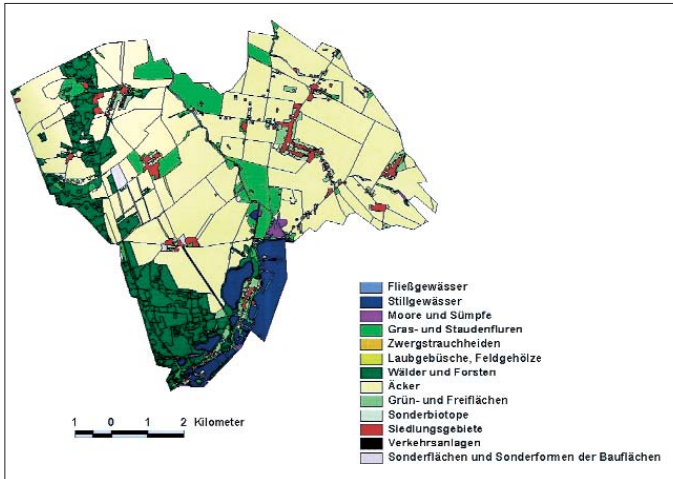 Fließgewässer
Stillgewässer
Moore und Sümpfe
Gras- und Staudenfluren
Zwergstrauchheiden
Laubgebüsche, Feldgehölze
Wälder und Forsten
Äcker
Grün- und Freiflächen
Sonderbiotope
Siedlungsgebiete
Verkehrsanlagen
Sonderflächen und Sonderformen der Bauflächen
1 0 1 2 Kilometer